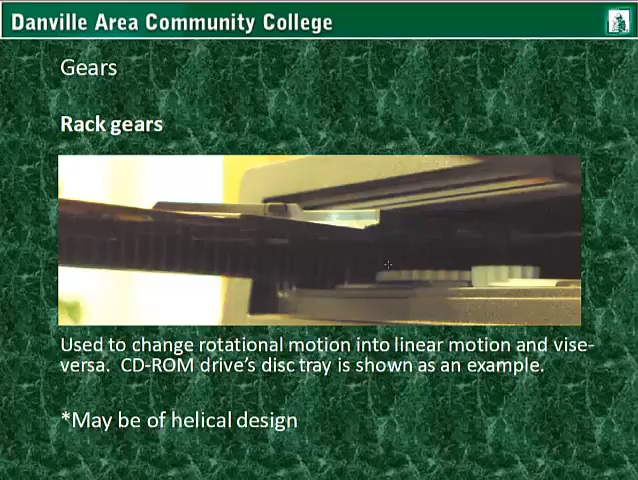 Danville Area Community College
Gears
Rack gears
Used to change rotational motion into linear motion and vise-
versa.  CD-ROM drive's disc tray is shown as an example.
*May be of helical design